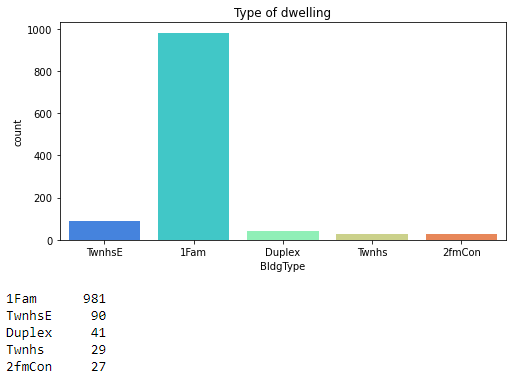 Type of dwelling
1000
800
600
400
200
0
count
TwnhsE 1Fam Duplex Twnhs 2fmCon
BldgType
1Fam 981
TwnhsE 90
Duplex 41
Twnhs 29
2fmCon 27